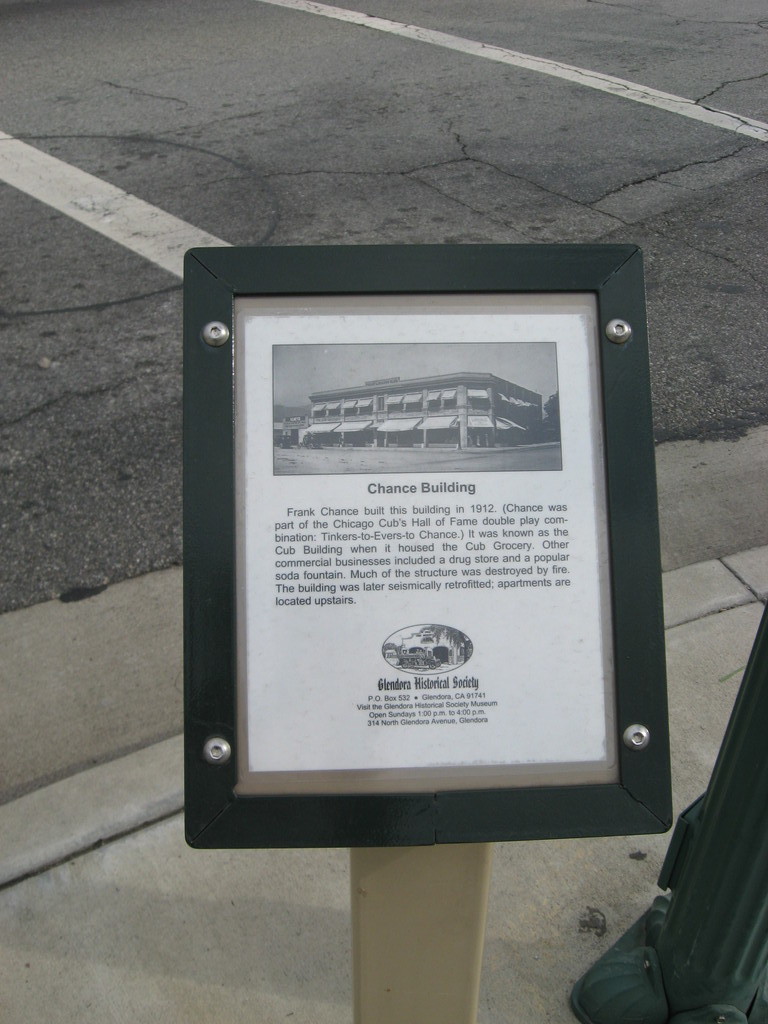 Chance Building
Frank Chance built this building in 1912. (Chance was
part of the Chicago Cub's Hall of Fame double play com-
bination: Tinkers-to-Evers-to Chance.) It was known as the
Cub Building when it housed the Cub Grocery. Other
commercial businesses included a drug store and a popular
soda fountain. Much of the structure was destroyed by fire.
The building was later seismically retrofitted; apartments are
located upstairs.
Glendora Historical Society
P.O. Box 532 • Glendora, CA 91741
Visit the Glendora Historical Society Museum
Open Sundays 1:00 p.m. to 4:00 p.m.
314 North Glendora Avenue, Glendora